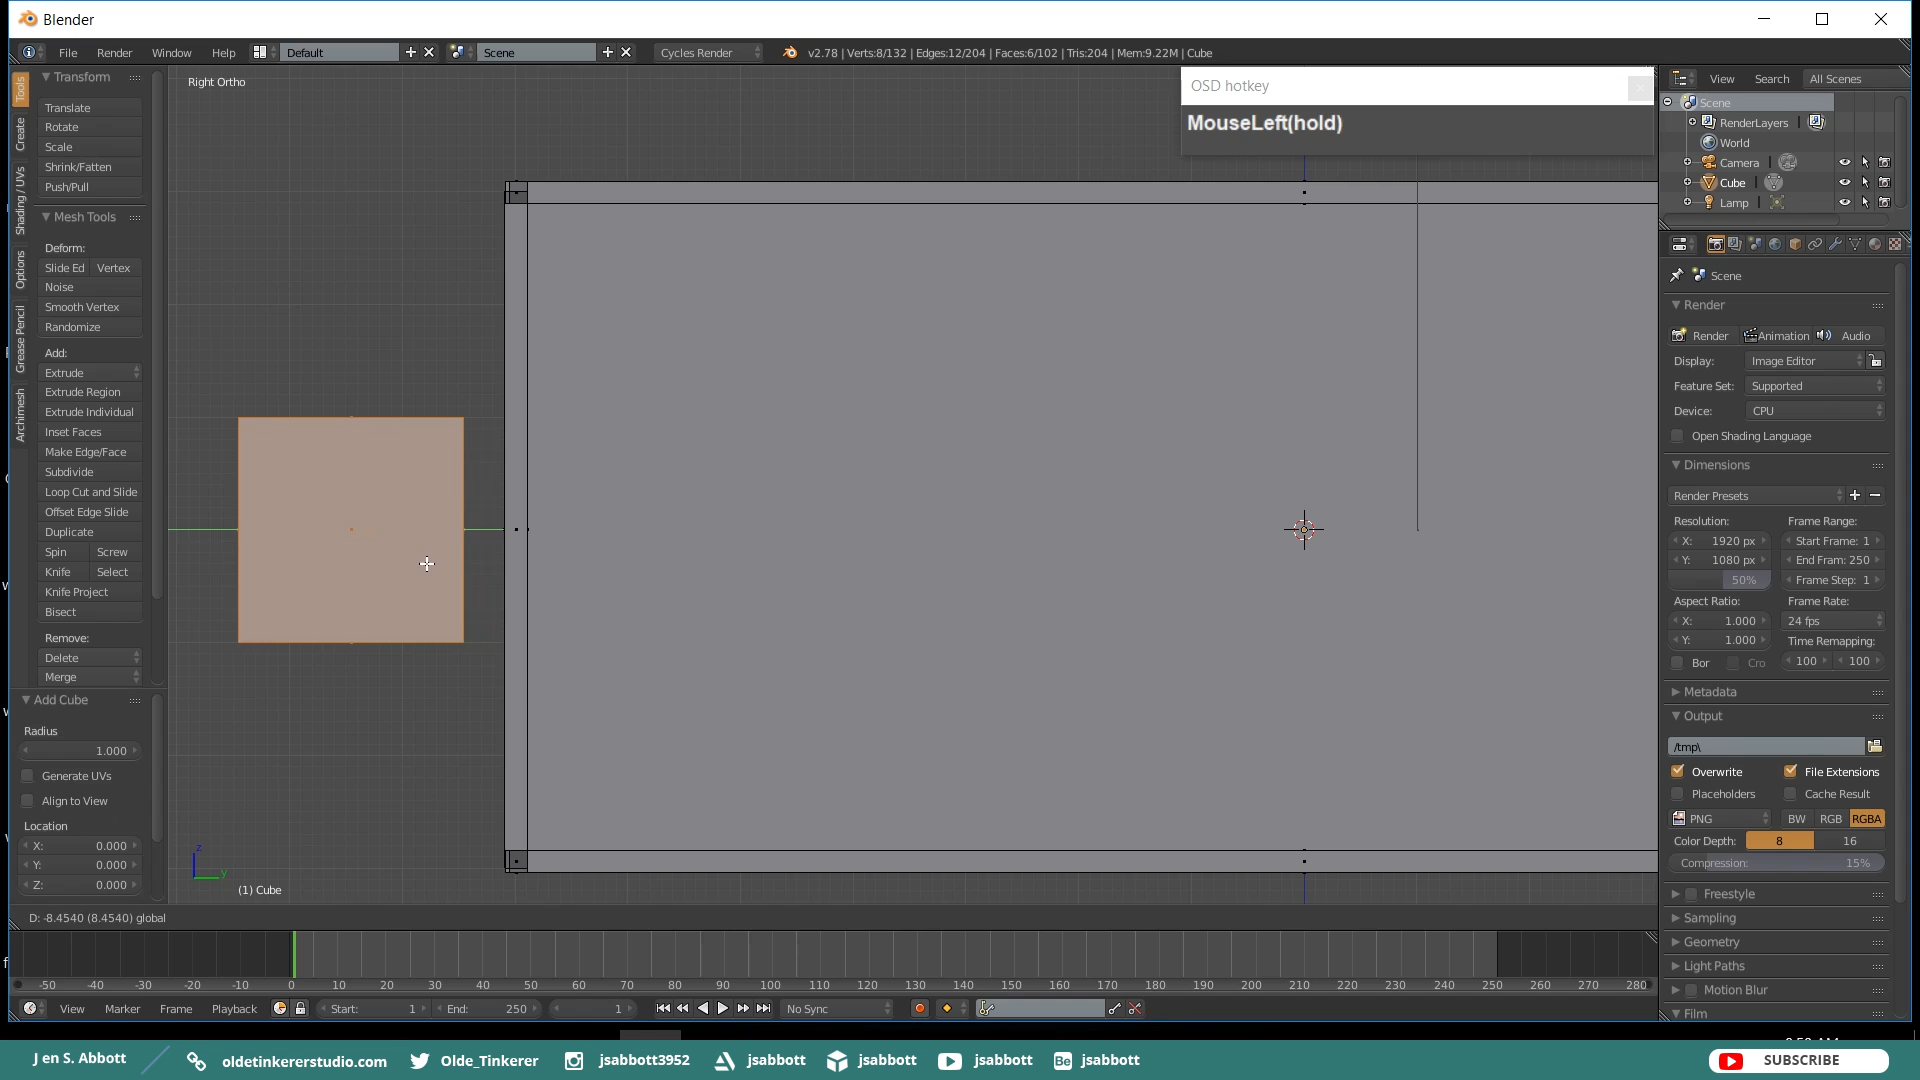 Blender
File Render Window Help Default Scene Cycles Render v2.78 | Verts:8/132 | Edges:12/204 | Faces:6/102 | Tris:204 | Mem:9.22M | Cube
Tools
Create
Shading / UVs
Options
Grease Pencil
Archimesh
Transform
Translate
Rotate
Scale
Shrink/Fatten
Push/Pull
Mesh Tools
Deform:
Slide Ed Vertex
Noise
Smooth Vertex
Randomize
Add:
Extrude
Extrude Region
Extrude Individual
Inset Faces
Make Edge/Face
Subdivide
Loop Cut and Slide
Offset Edge Slide
Duplicate
Spin Screw
Knife Select
Knife Project
Bisect
Remove:
Delete
Merge
Add Cube
Radius
1.000
Generate UVs
Align to View
Location
X: 0.000
Y: 0.000
Z: 0.000
Right Ortho
OSD hotkey
MouseLeft(hold)
z
y
(1) Cube
D: -8.4540 (8.4540) global
View Search All Scenes
Scene
RenderLayers
World
Camera
Cube
Lamp
Scene
Render
Render Animation Audio
Display: Image Editor
Feature Set: Supported
Device: CPU
Open Shading Language
Dimensions
Render Presets
Resolution: Frame Range:
X: 1920 px Start Frame: 1
Y: 1080 px End Fram: 250
50% Frame Step: 1
Aspect Ratio: Frame Rate:
X: 1.000 24 fps
Y: 1.000 Time Remapping:
Bor Cro 100 100
Metadata
Output
/tmp\
Overwrite File Extensions
Placeholders Cache Result
PNG BW RGB RGBA
Color Depth: 8 16
Compression: 15%
Freestyle
Sampling
Geometry
Light Paths
Motion Blur
Film
-50 -40 -30 -20 -10 0 10 20 30 40 50 60 70 80 90 100 110 120 130 140 150 160 170 180 190 200 210 220 230 240 250 260 270 280
View Marker Frame Playback Start: 1 End: 250 1 No Sync
J en S. Abbott oldetinkererstudio.com Olde_Tinkerer jsabbott3952 jsabbott jsabbott jsabbott Be jsabbott SUBSCRIBE